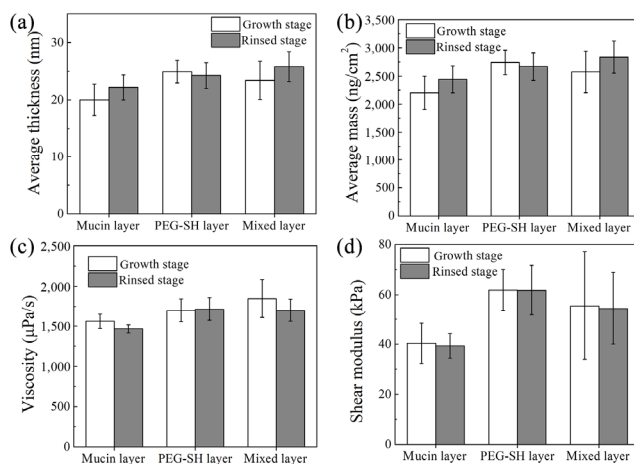 (a)
Growth stage
Rinsed stage
Average thickness (nm)
30
20
10
0
Mucin layer PEG-SH layer Mixed layer
(b)
Growth stage
Rinsed stage
Average mass (ng/cm²)
3,500
3,000
2,500
2,000
1,500
1,000
500
0
Mucin layer PEG-SH layer Mixed layer
(c)
Growth stage
Rinsed stage
Viscosity (μPa/s)
2,500
2,000
1,500
1,000
500
0
Mucin layer PEG-SH layer Mixed layer
(d)
Growth stage
Rinsed stage
Shear modulus (kPa)
80
60
40
20
0
Mucin layer PEG-SH layer Mixed layer